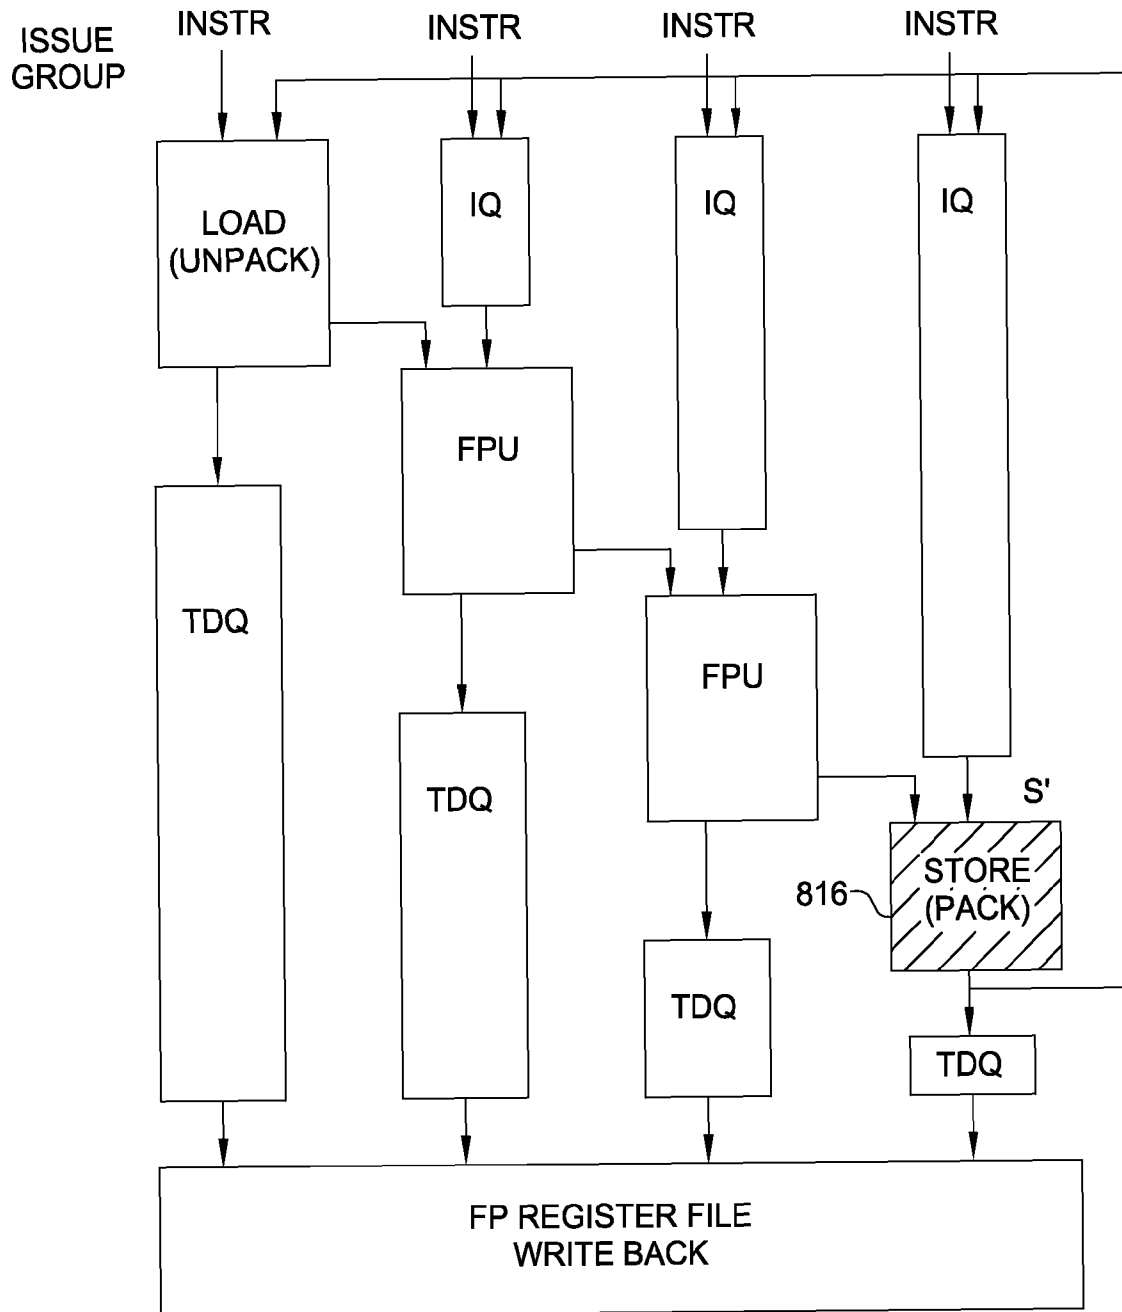 ISSUE
GROUP
INSTR
INSTR
INSTR
INSTR
LOAD
(UNPACK)
IQ
IQ
IQ
FPU
TDQ
FPU
TDQ
S'
816
STORE
(PACK)
TDQ
TDQ
FP REGISTER FILE
WRITE BACK